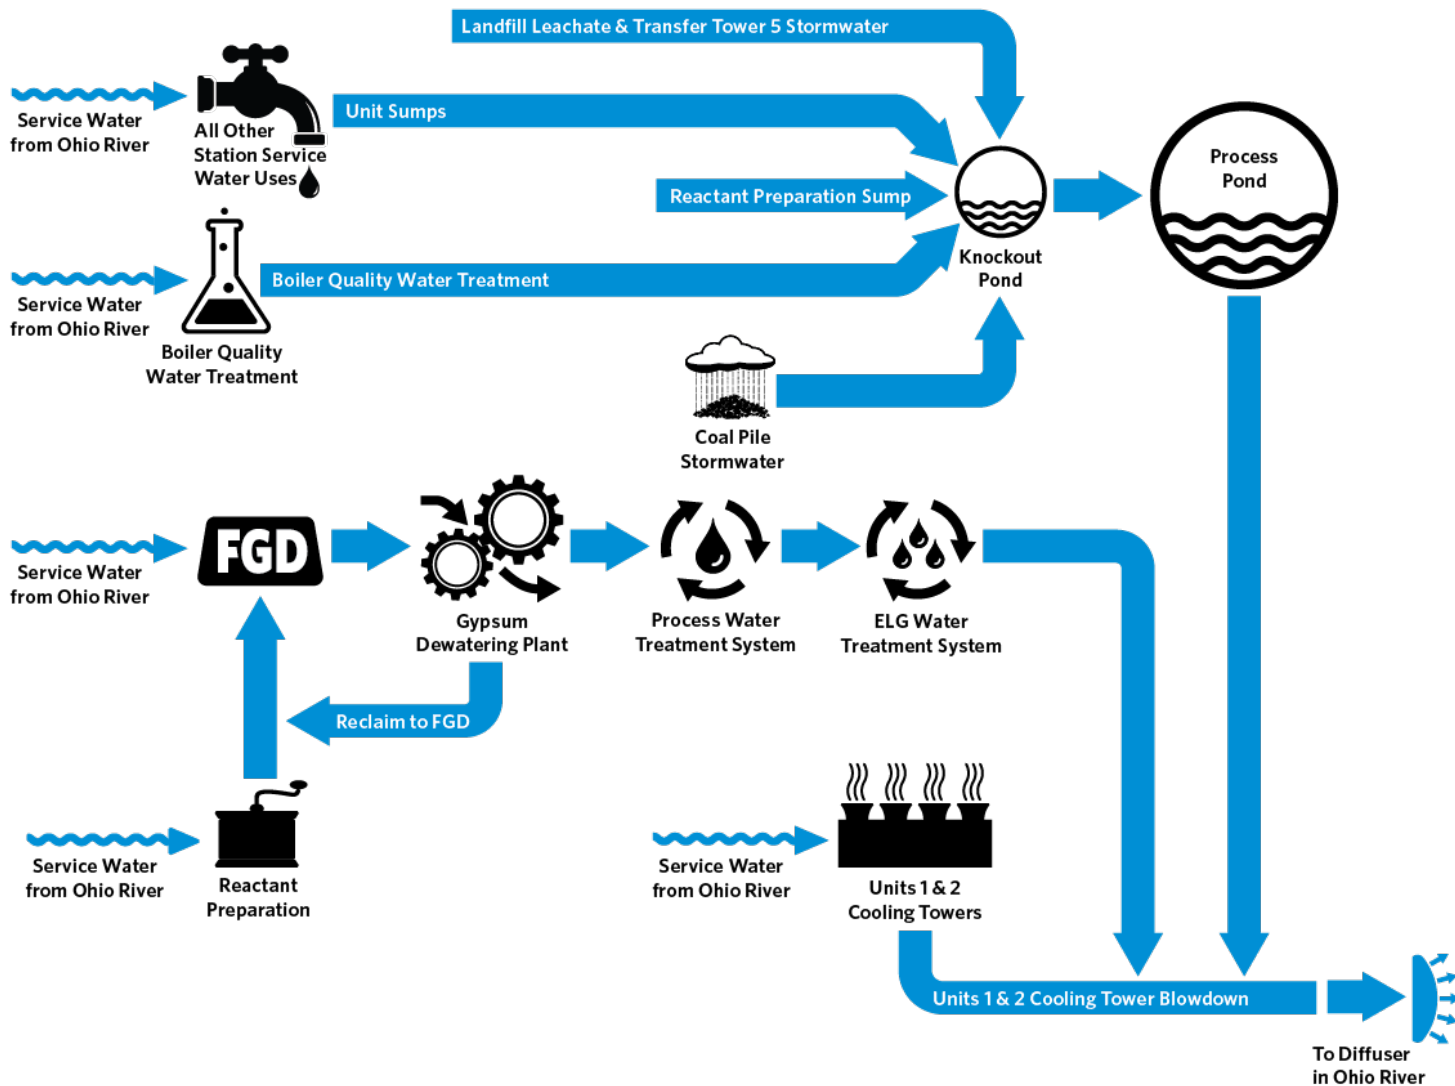 Landfill Leachate & Transfer Tower 5 Stormwater
Service Water
from Ohio River
All Other
Station Service
Water Uses
Unit Sumps
Process
Pond
Reactant Preparation Sump
Knockout
Pond
Service Water
from Ohio River
Boiler Quality Water Treatment
Boiler Quality
Water Treatment
Coal Pile
Stormwater
Service Water
from Ohio River
FGD
Gypsum
Dewatering Plant
Process Water
Treatment System
ELG Water
Treatment System
Reclaim to FGD
Service Water
from Ohio River
Reactant
Preparation
Service Water
from Ohio River
Units 1 & 2
Cooling Towers
Units 1 & 2 Cooling Tower Blowdown
To Diffuser
in Ohio River